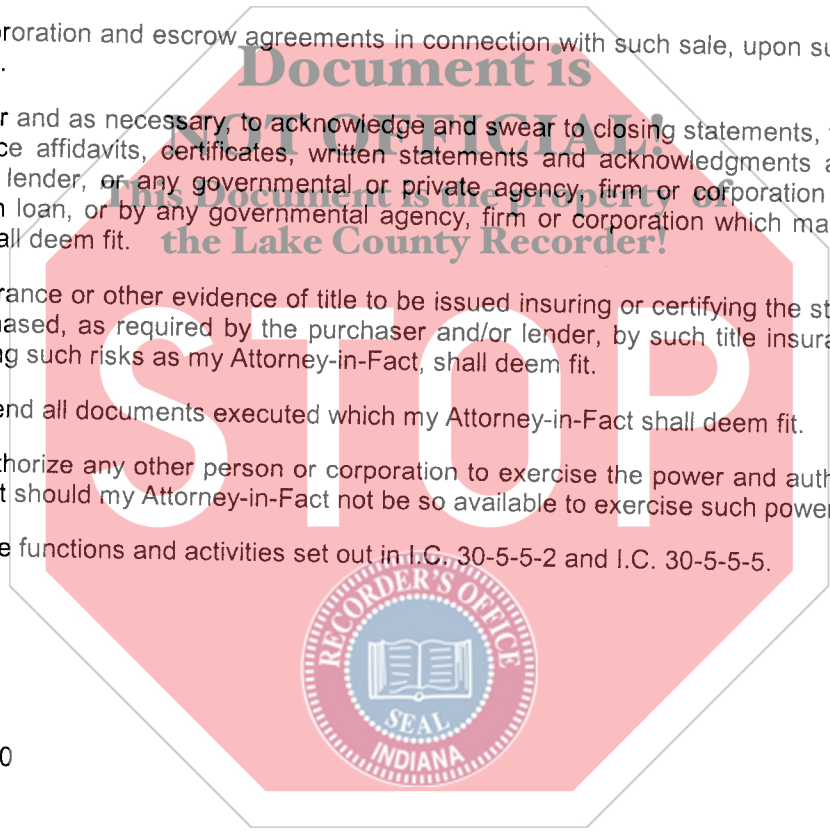 roration and escrow agreements in connection with such sale, upon su
.
Document is
r and as necessary, to acknowledge and swear to closing statements,
NOT OFFICIAL!
ce affidavits, certificates, written statements and acknowledgments a
lender, or any governmental or private agency, firm or corporation
This Document is the property of
n loan, or by any governmental agency, firm or corporation which ma
all deem fit.
the Lake County Recorder!
rance or other evidence of title to be issued insuring or certifying the st
ased, as required by the purchaser and/or lender, by such title insura
ng such risks as my Attorney-in-Fact, shall deem fit.
STOP
end all documents executed which my Attorney-in-Fact shall deem fit.
thorize any other person or corporation to exercise the power and auth
t should my Attorney-in-Fact not be so available to exercise such power
e functions and activities set out in I.C. 30-5-5-2 and I.C. 30-5-5-5.
RECORDER'S OFFICE
SEAL
INDIANA
0